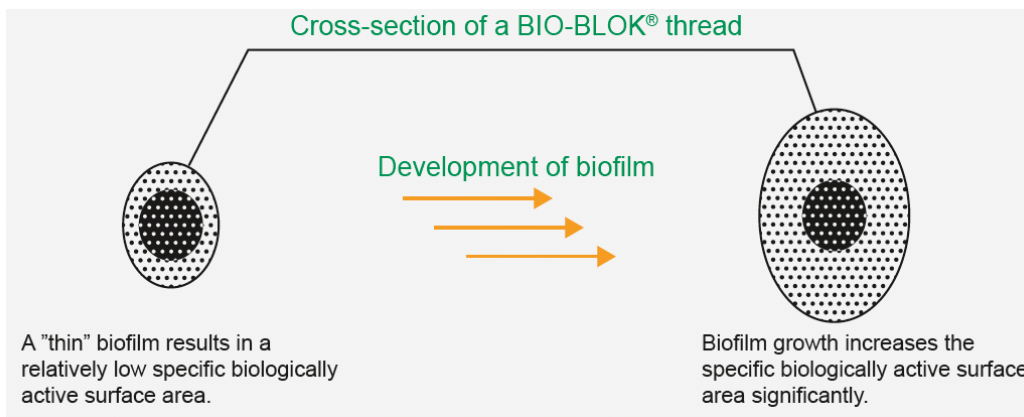 Cross-section of a BIO-BLOK® thread
Development of biofilm
A ”thin” biofilm results in a
relatively low specific biologically
active surface area.
Biofilm growth increases the
specific biologically active surface
area significantly.